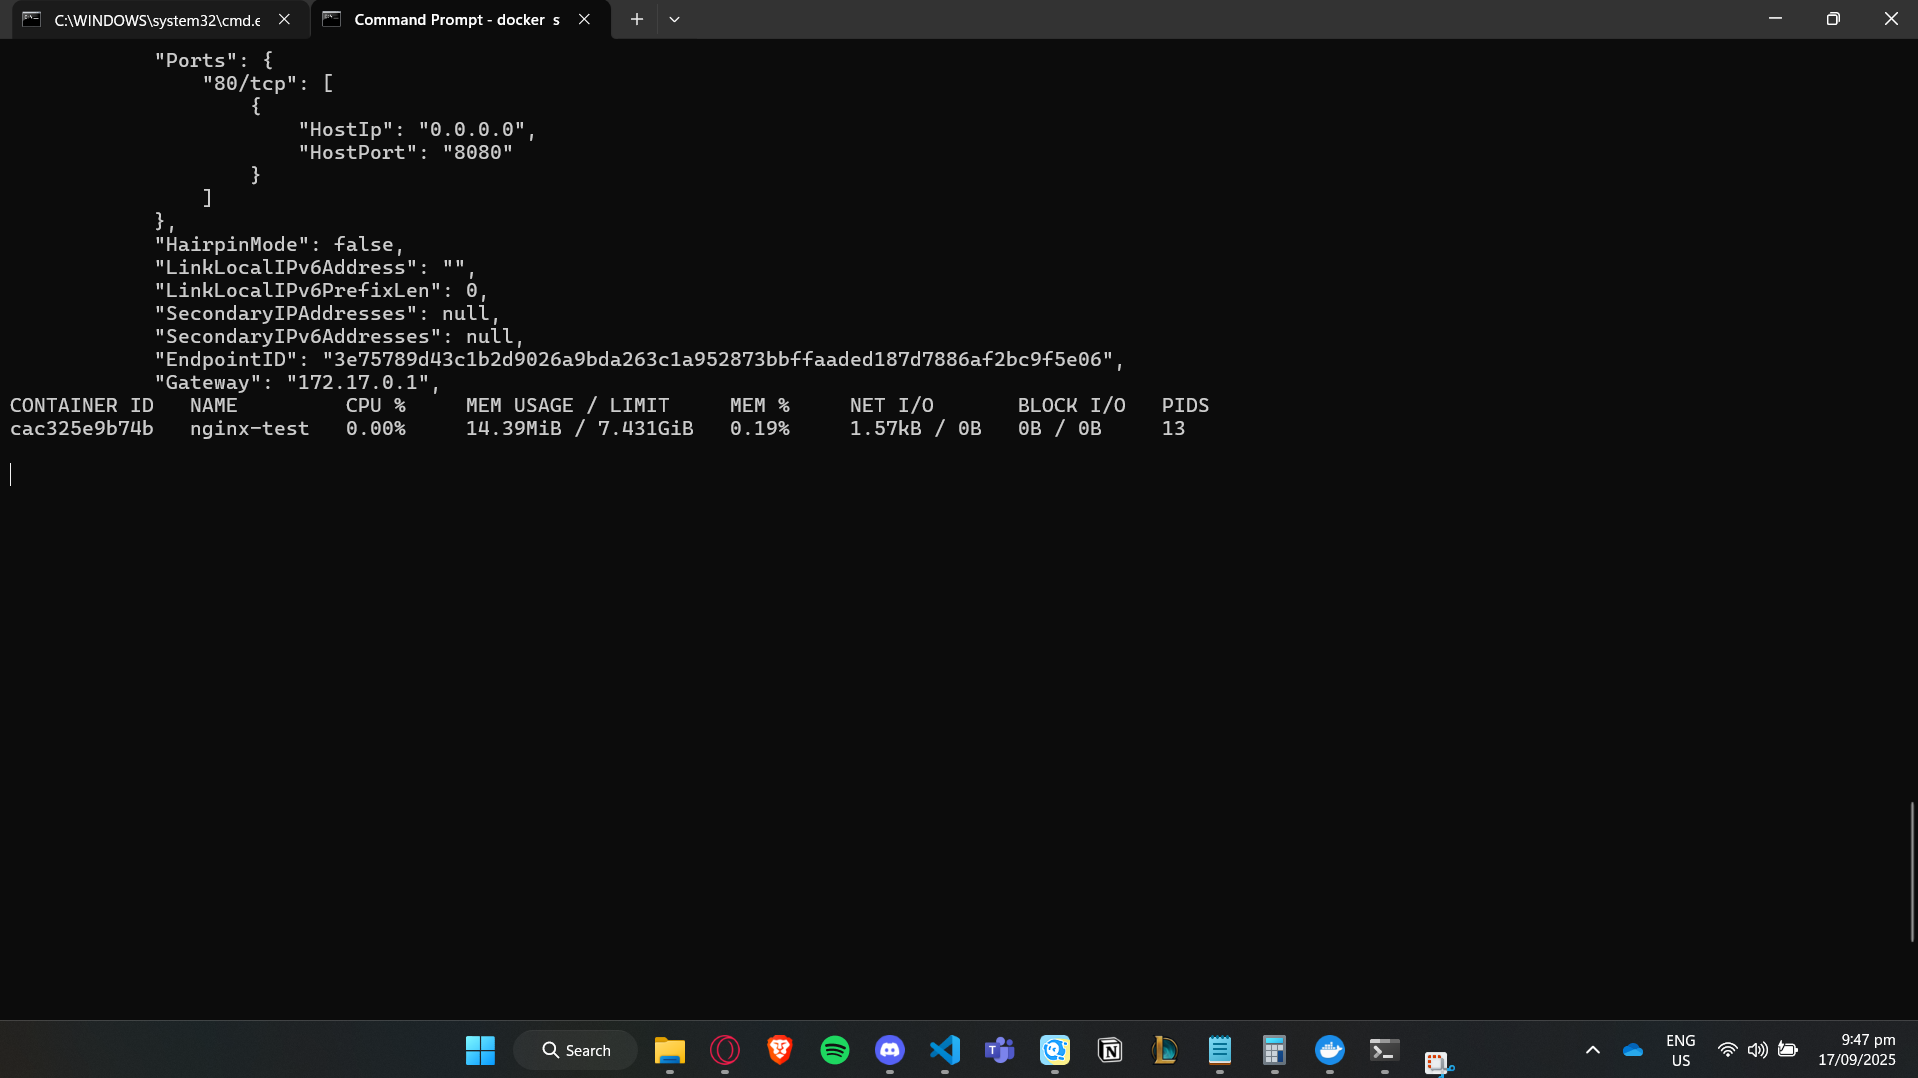 C:\WINDOWS\system32\cmd.e
Command Prompt - docker  s
            "Ports": {
                "80/tcp": [
                    {
                        "HostIp": "0.0.0.0",
                        "HostPort": "8080"
                    }
                ]
            },
            "HairpinMode": false,
            "LinkLocalIPv6Address": "",
            "LinkLocalIPv6PrefixLen": 0,
            "SecondaryIPAddresses": null,
            "SecondaryIPv6Addresses": null,
            "EndpointID": "3e75789d43c1b2d9026a9bda263c1a952873bbffaaded187d7886af2bc9f5e06",
            "Gateway": "172.17.0.1",
CONTAINER ID   NAME         CPU %     MEM USAGE / LIMIT     MEM %     NET I/O       BLOCK I/O   PIDS
cac325e9b74b   nginx-test   0.00%     14.39MiB / 7.431GiB   0.19%     1.57kB / 0B   0B / 0B     13
Search
ENG
US
9:47 pm
17/09/2025